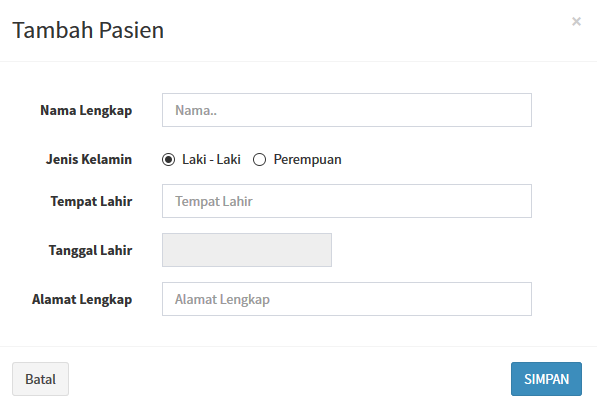 Tambah Pasien
×
Nama Lengkap
Nama..
Jenis Kelamin
Laki - Laki
Perempuan
Tempat Lahir
Tempat Lahir
Tanggal Lahir
Alamat Lengkap
Alamat Lengkap
Batal
SIMPAN